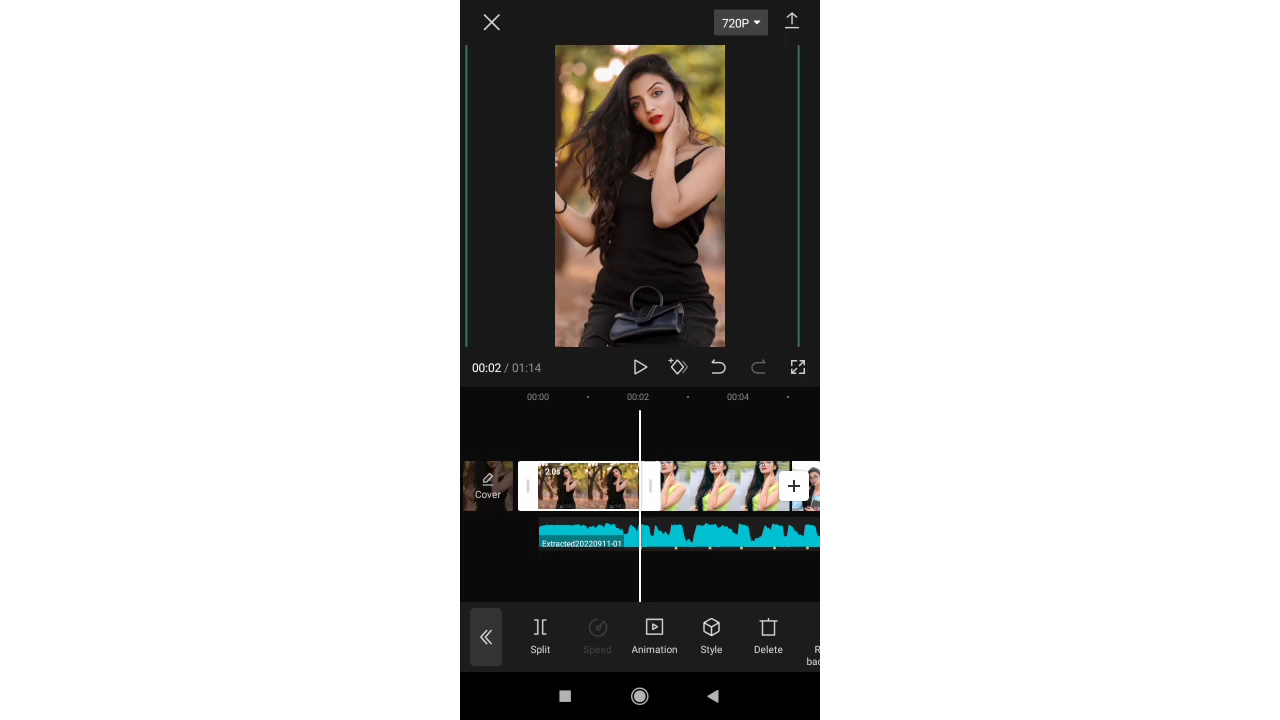 720P
00:02 / 01:14
00:00
00:02
00:04
2.0s
Cover
Extracted20220911-01
Split
Speed
Animation
Style
Delete